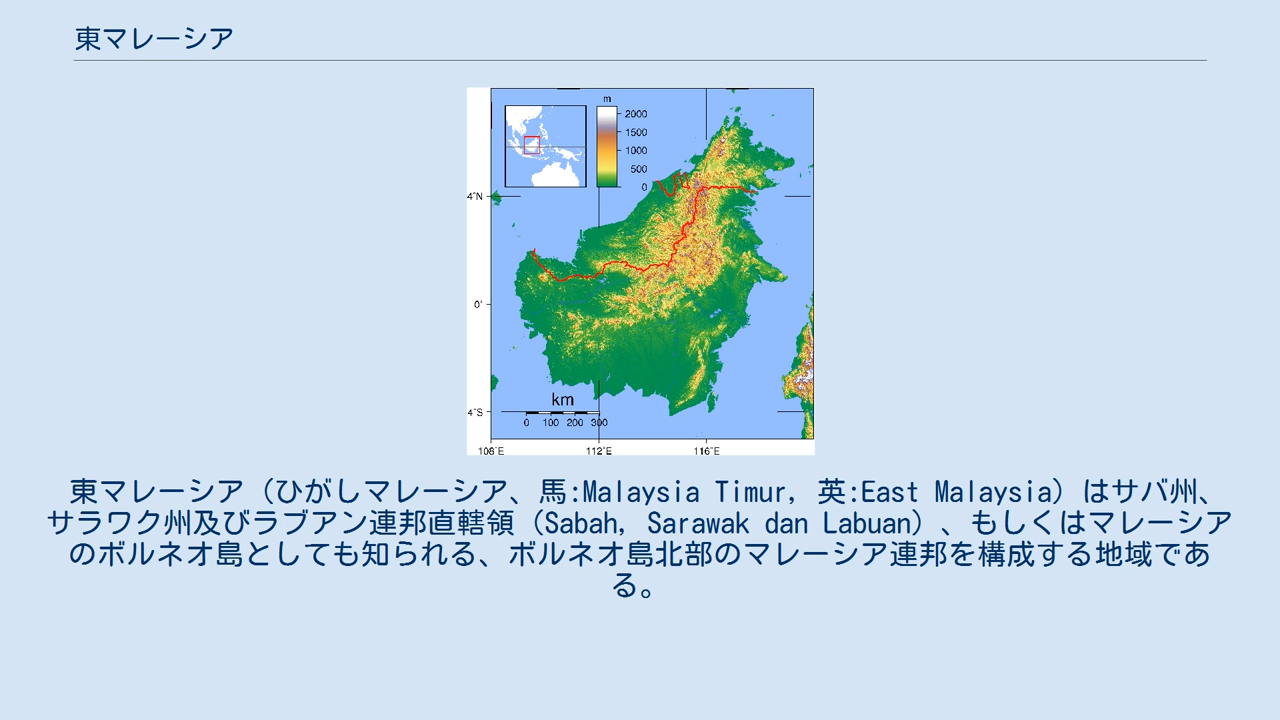 東マレーシア
m
2000
1500
1000
500
0
4°N
0°
4°S
km
0 100 200 300
108°E 112°E 116°E
東マレーシア（ひがしマレーシア、馬:Malaysia Timur, 英:East Malaysia）はサバ州、
サラワク州及びラブアン連邦直轄領（Sabah, Sarawak dan Labuan）、もしくはマレーシア
のボルネオ島としても知られる、ボルネオ島北部のマレーシア連邦を構成する地域であ
る。